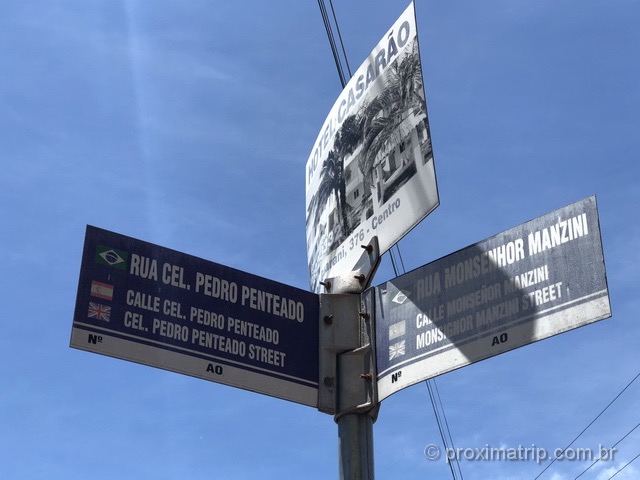 HOTEL CASARÃO
376 - Centro
RUA CEL. PEDRO PENTEADO
CALLE CEL. PEDRO PENTEADO
CEL. PEDRO PENTEADO STREET
Nº AO
RUA MONSENHOR MANZINI
CALLE MONSEÑOR MANZINI
MONSIGNOR MANZINI STREET
Nº AO
© proximatrip.com.br